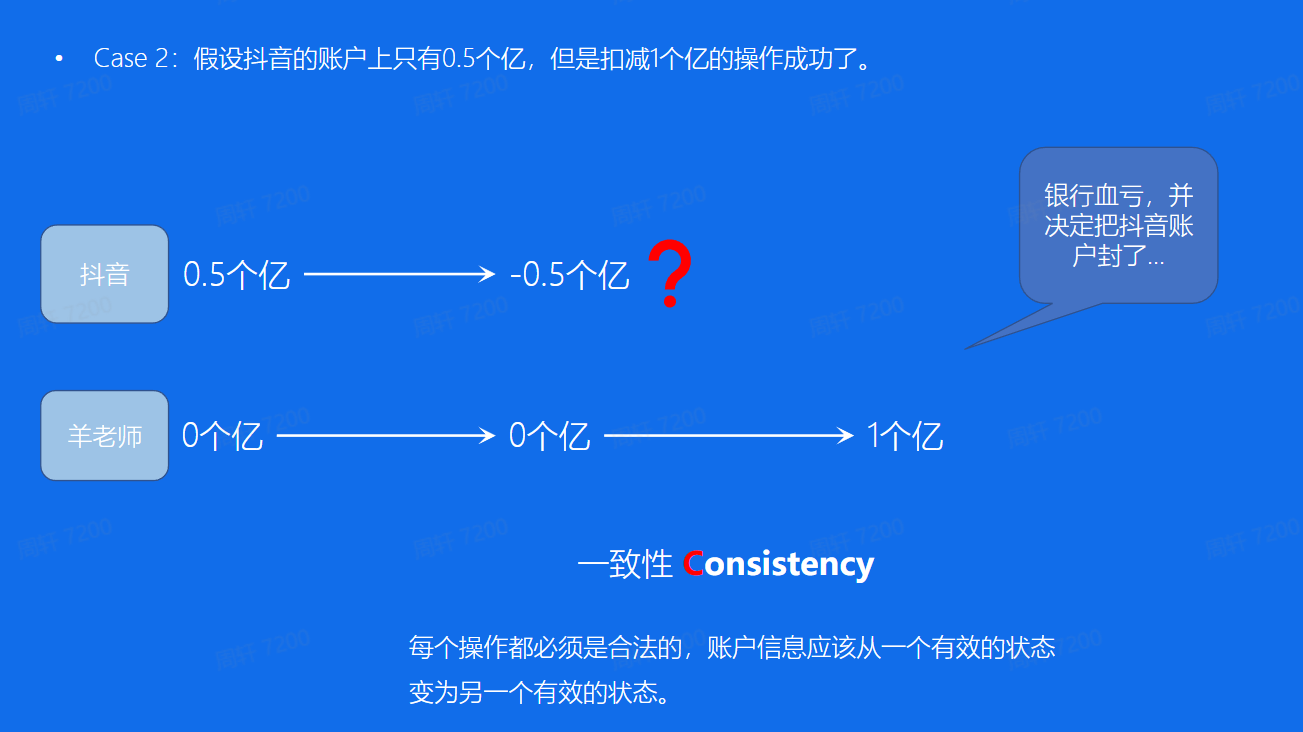 • Case 2：假设抖音的账户上只有0.5个亿，但是扣减1个亿的操作成功了。
银行血亏，并
决定把抖音账
户封了...
抖音 0.5个亿 -0.5个亿 ?
羊老师 0个亿 0个亿 1个亿
一致性 Consistency
每个操作都必须是合法的，账户信息应该从一个有效的状态
变为另一个有效的状态。
周轩 7200